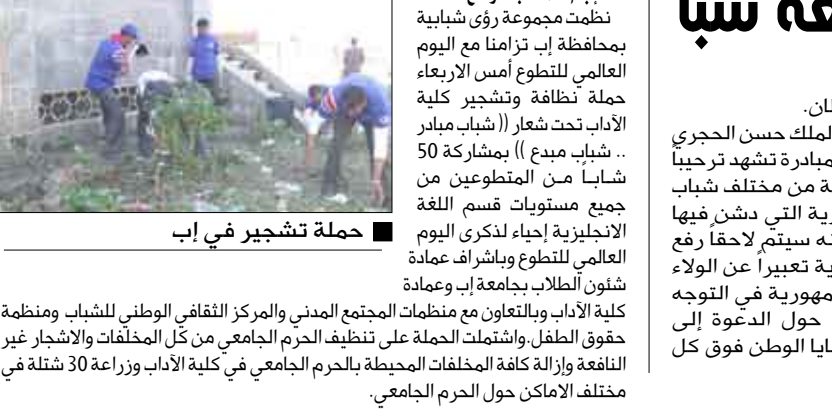 نظمت مجموعة رؤى شبابية
بمحافظة إب تزامنا مع اليوم
العالمي للتطوع أمس الاربعاء
حملة نظافة وتشجير كلية
الآداب تحت شعار (( شباب مبادر
.. شباب مبدع )) بمشاركة 50
شاباً من المتطوعين من
جميع مستويات قسم اللغة
الانجليزية إحياء لذكرى اليوم
العالمي للتطوع وباشراف عمادة
شئون الطلاب بجامعة إب وعمادة
كلية الآداب وبالتعاون مع منظمات المجتمع المدني والمركز الثقافي الوطني للشباب ومنظمة
حقوق الطفل.واشتملت الحملة على تنظيف الحرم الجامعي من كل المخلفات والاشجار غير
النافعة وإزالة كافة المخلفات المحيطة بالحرم الجامعي في كلية الآداب وزراعة 30 شتلة في
مختلف الاماكن حول الحرم الجامعي.
حملة تشجير في إب
لملك حسن الحجري
مبادرة تشهد ترحيباً
ة من مختلف شباب
رية التي دشن فيها
نه سيتم لاحقاً رفع
ية تعبيراً عن الولاء
مهورية في التوجه
حول الدعوة إلى
ايا الوطن فوق كل